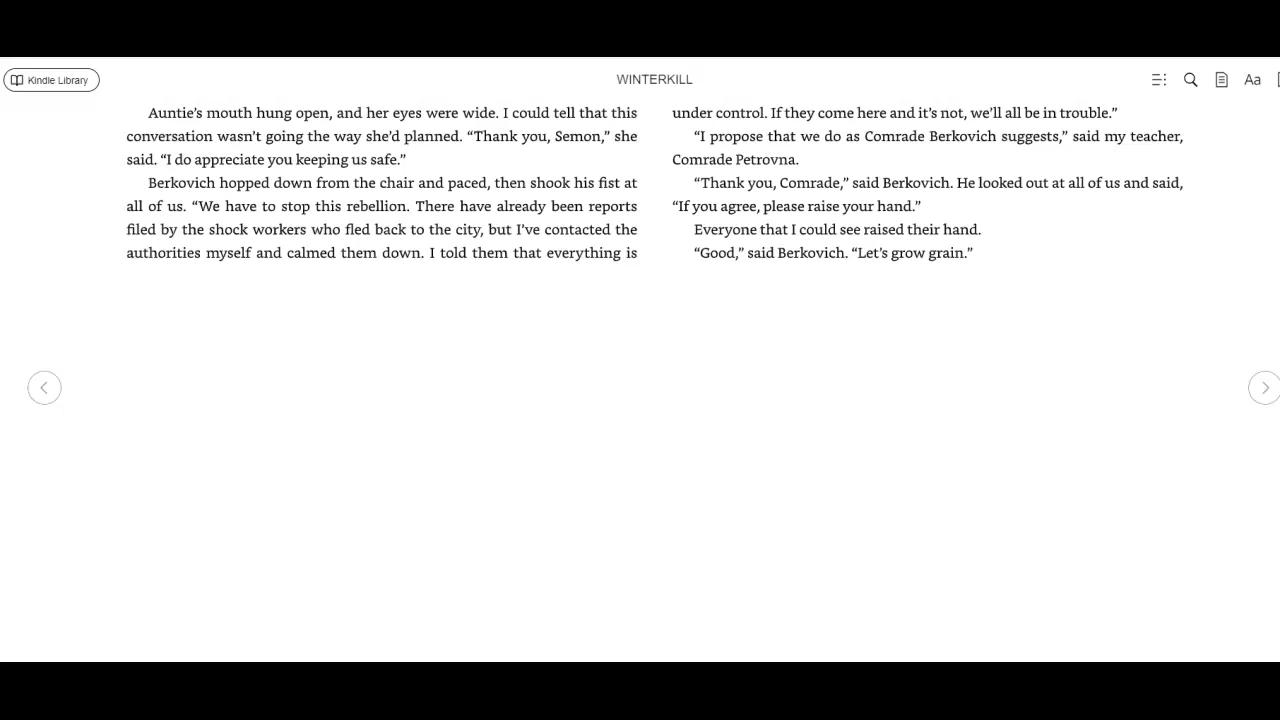 Kindle Library
WINTERKILL
Aa
Auntie’s mouth hung open, and her eyes were wide. I could tell that this
conversation wasn’t going the way she’d planned. “Thank you, Semon,” she
said. “I do appreciate you keeping us safe.”
Berkovich hopped down from the chair and paced, then shook his fist at
all of us. “We have to stop this rebellion. There have already been reports
filed by the shock workers who fled back to the city, but I’ve contacted the
authorities myself and calmed them down. I told them that everything is
under control. If they come here and it’s not, we’ll all be in trouble.”
“I propose that we do as Comrade Berkovich suggests,” said my teacher,
Comrade Petrovna.
“Thank you, Comrade,” said Berkovich. He looked out at all of us and said,
“If you agree, please raise your hand.”
Everyone that I could see raised their hand.
“Good,” said Berkovich. “Let’s grow grain.”